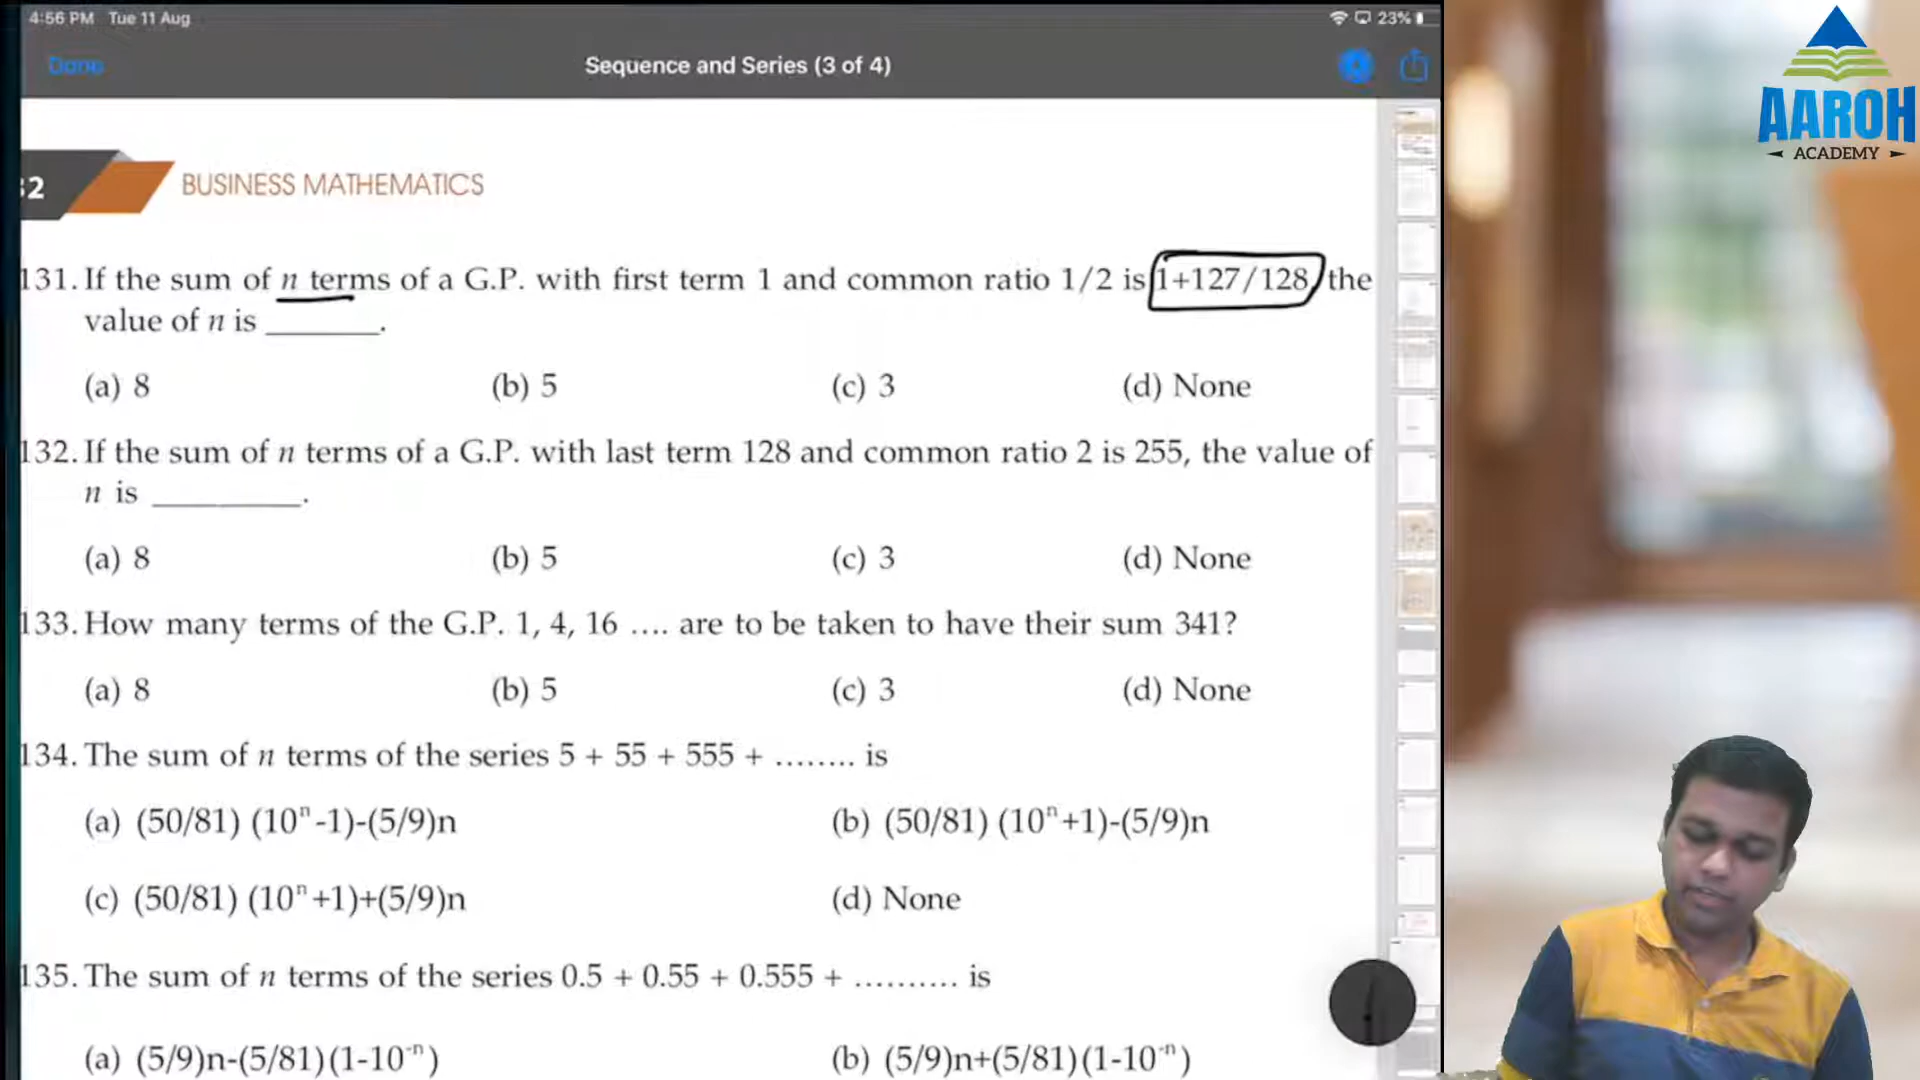 4:56 PM Tue 11 Aug
23%
Done
Sequence and Series (3 of 4)
AAROH
ACADEMY
32
BUSINESS MATHEMATICS
131. If the sum of n terms of a G.P. with first term 1 and common ratio 1/2 is 1+127/128, the
value of n is ________.
(a) 8 (b) 5 (c) 3 (d) None
132. If the sum of n terms of a G.P. with last term 128 and common ratio 2 is 255, the value of
n is __________.
(a) 8 (b) 5 (c) 3 (d) None
133. How many terms of the G.P. 1, 4, 16 .... are to be taken to have their sum 341?
(a) 8 (b) 5 (c) 3 (d) None
134. The sum of n terms of the series 5 + 55 + 555 + ........ is
(a) (50/81) (10ⁿ-1)-(5/9)n (b) (50/81) (10ⁿ+1)-(5/9)n
(c) (50/81) (10ⁿ+1)+(5/9)n (d) None
135. The sum of n terms of the series 0.5 + 0.55 + 0.555 + .......... is
(a) (5/9)n-(5/81)(1-10⁻ⁿ) (b) (5/9)n+(5/81)(1-10⁻ⁿ)